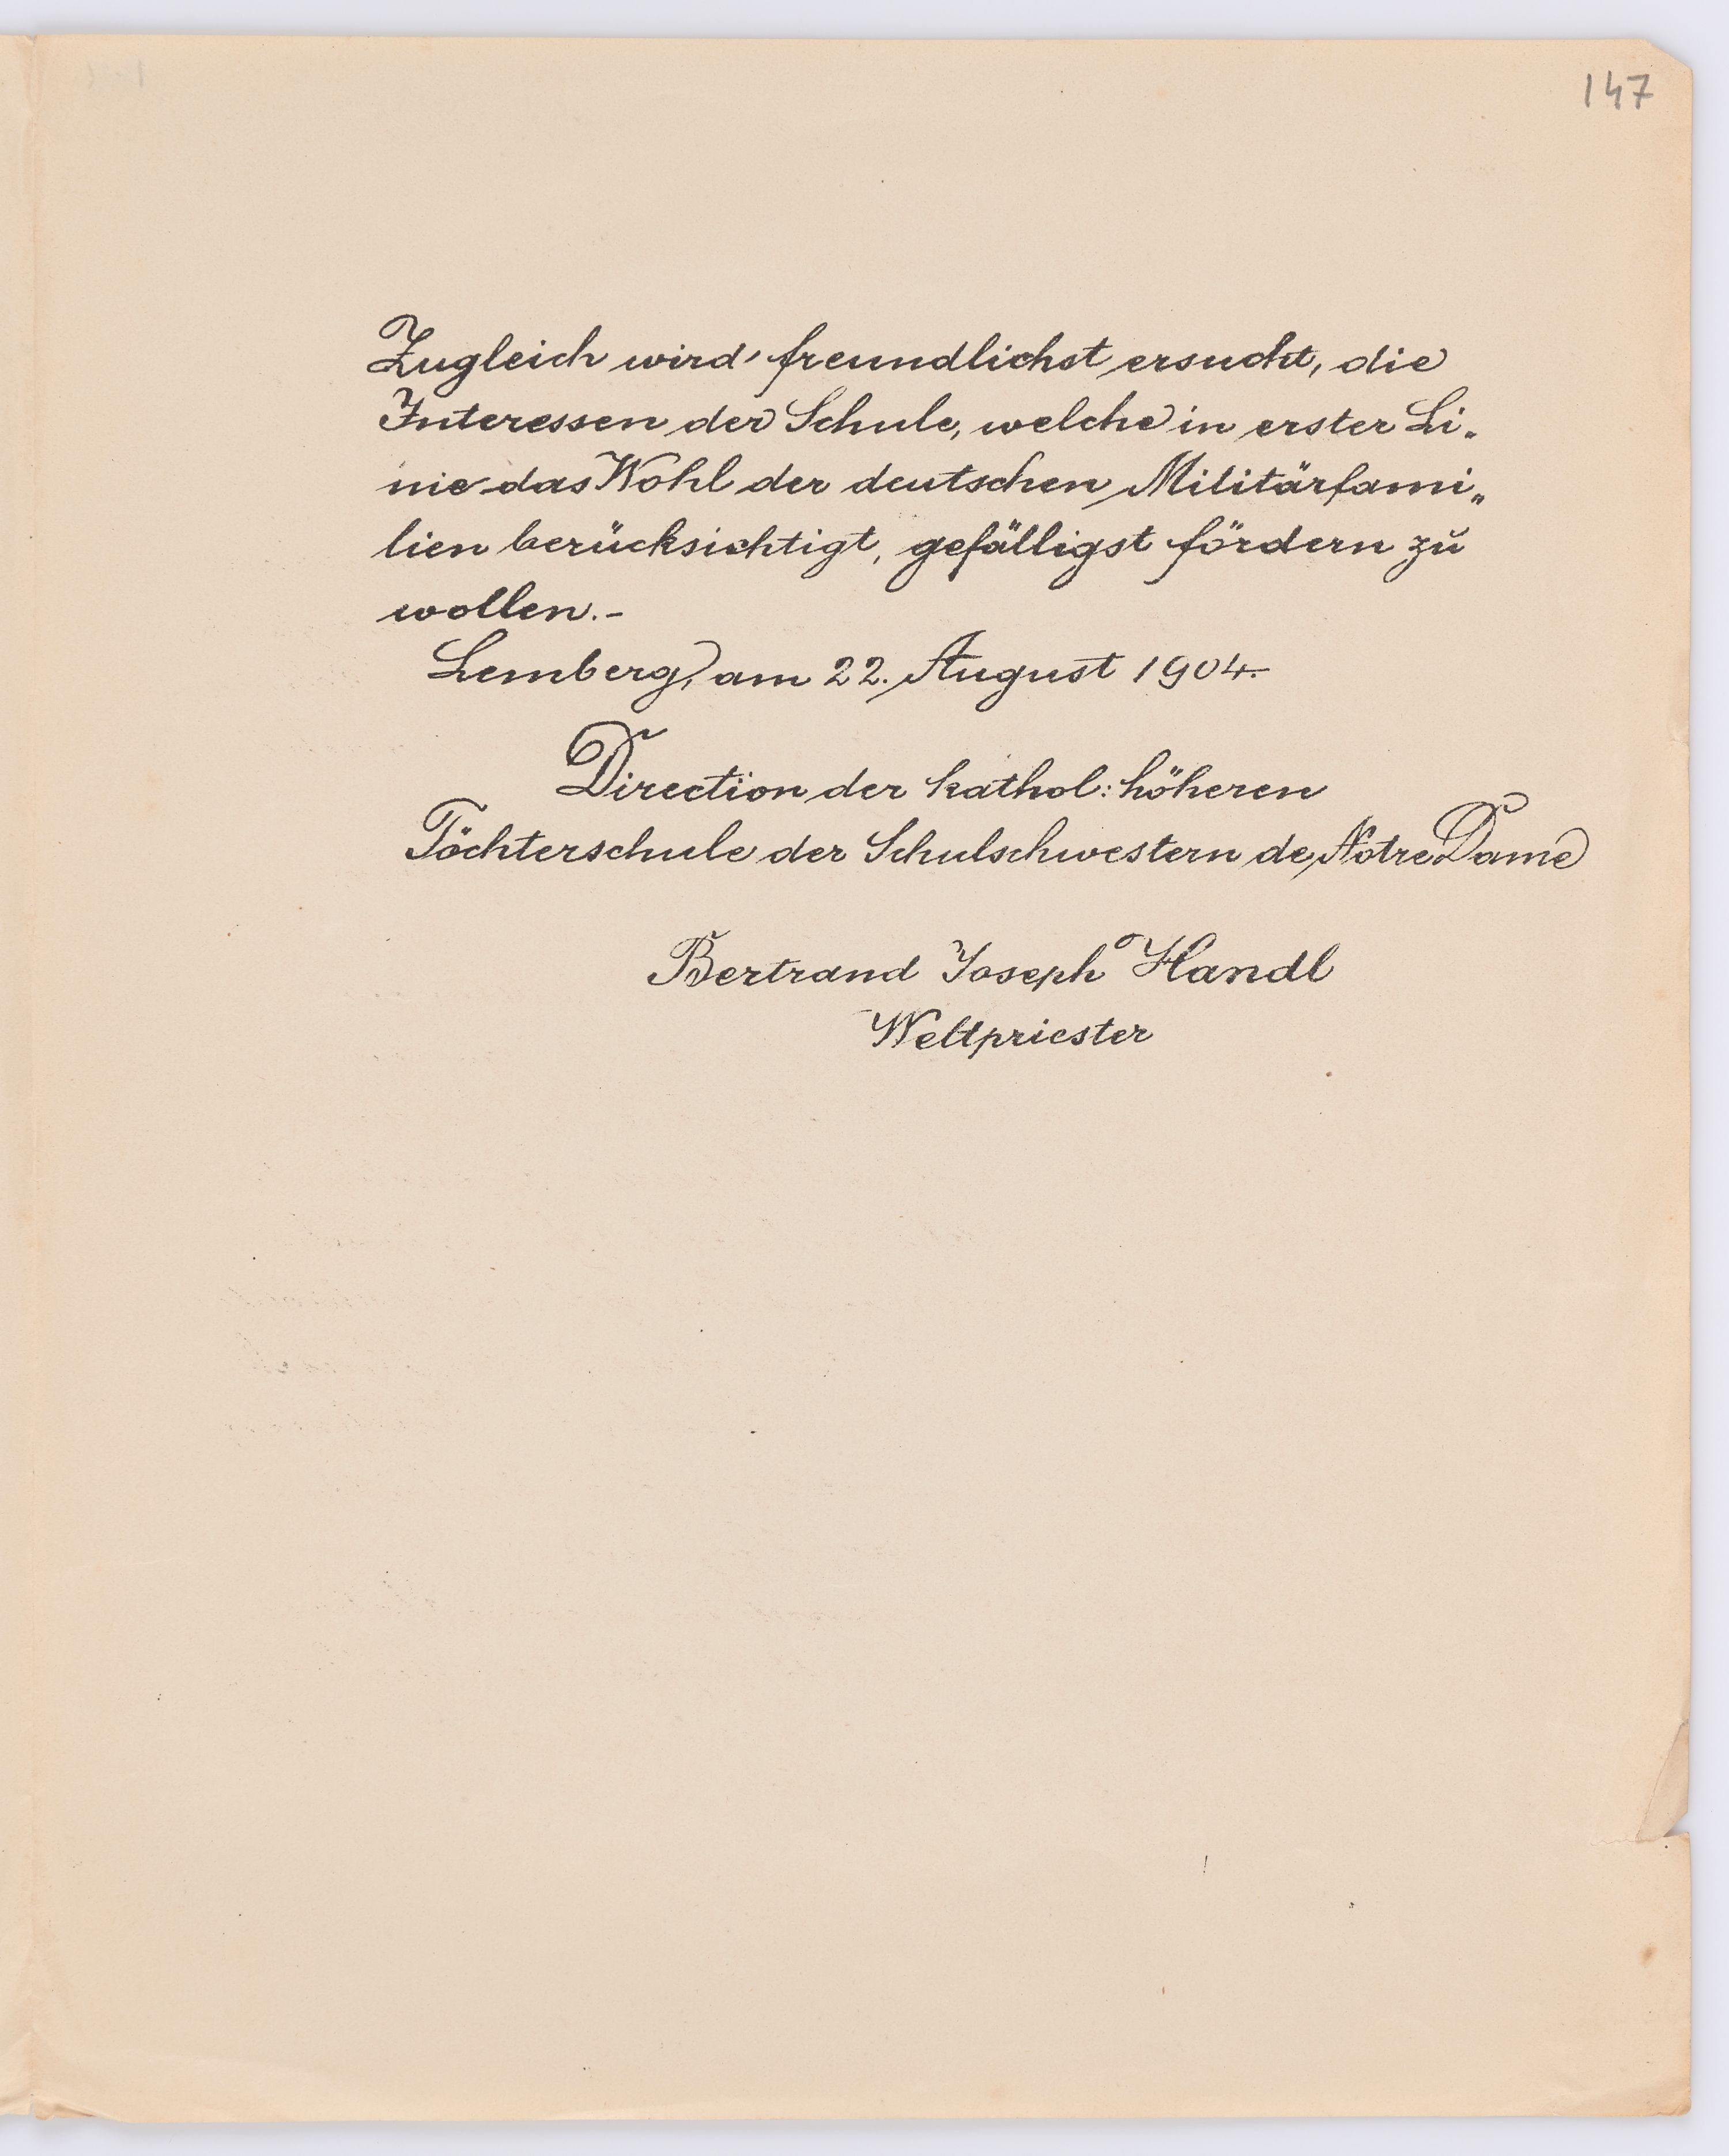 147
Zugleich wird freundlichst ersucht, die
Interessen der Schule, welche in erster Li„
nie das Wohl der deutschen Militärfami„
lien berücksichtigt, gefälligst fördern zu
wollen.-
Lemberg, am 22. August 1904.
Direction der kathol: höheren
Töchterschule der Schulschwestern de Notre Dame
Bertrand Joseph Handl
Weltpriester